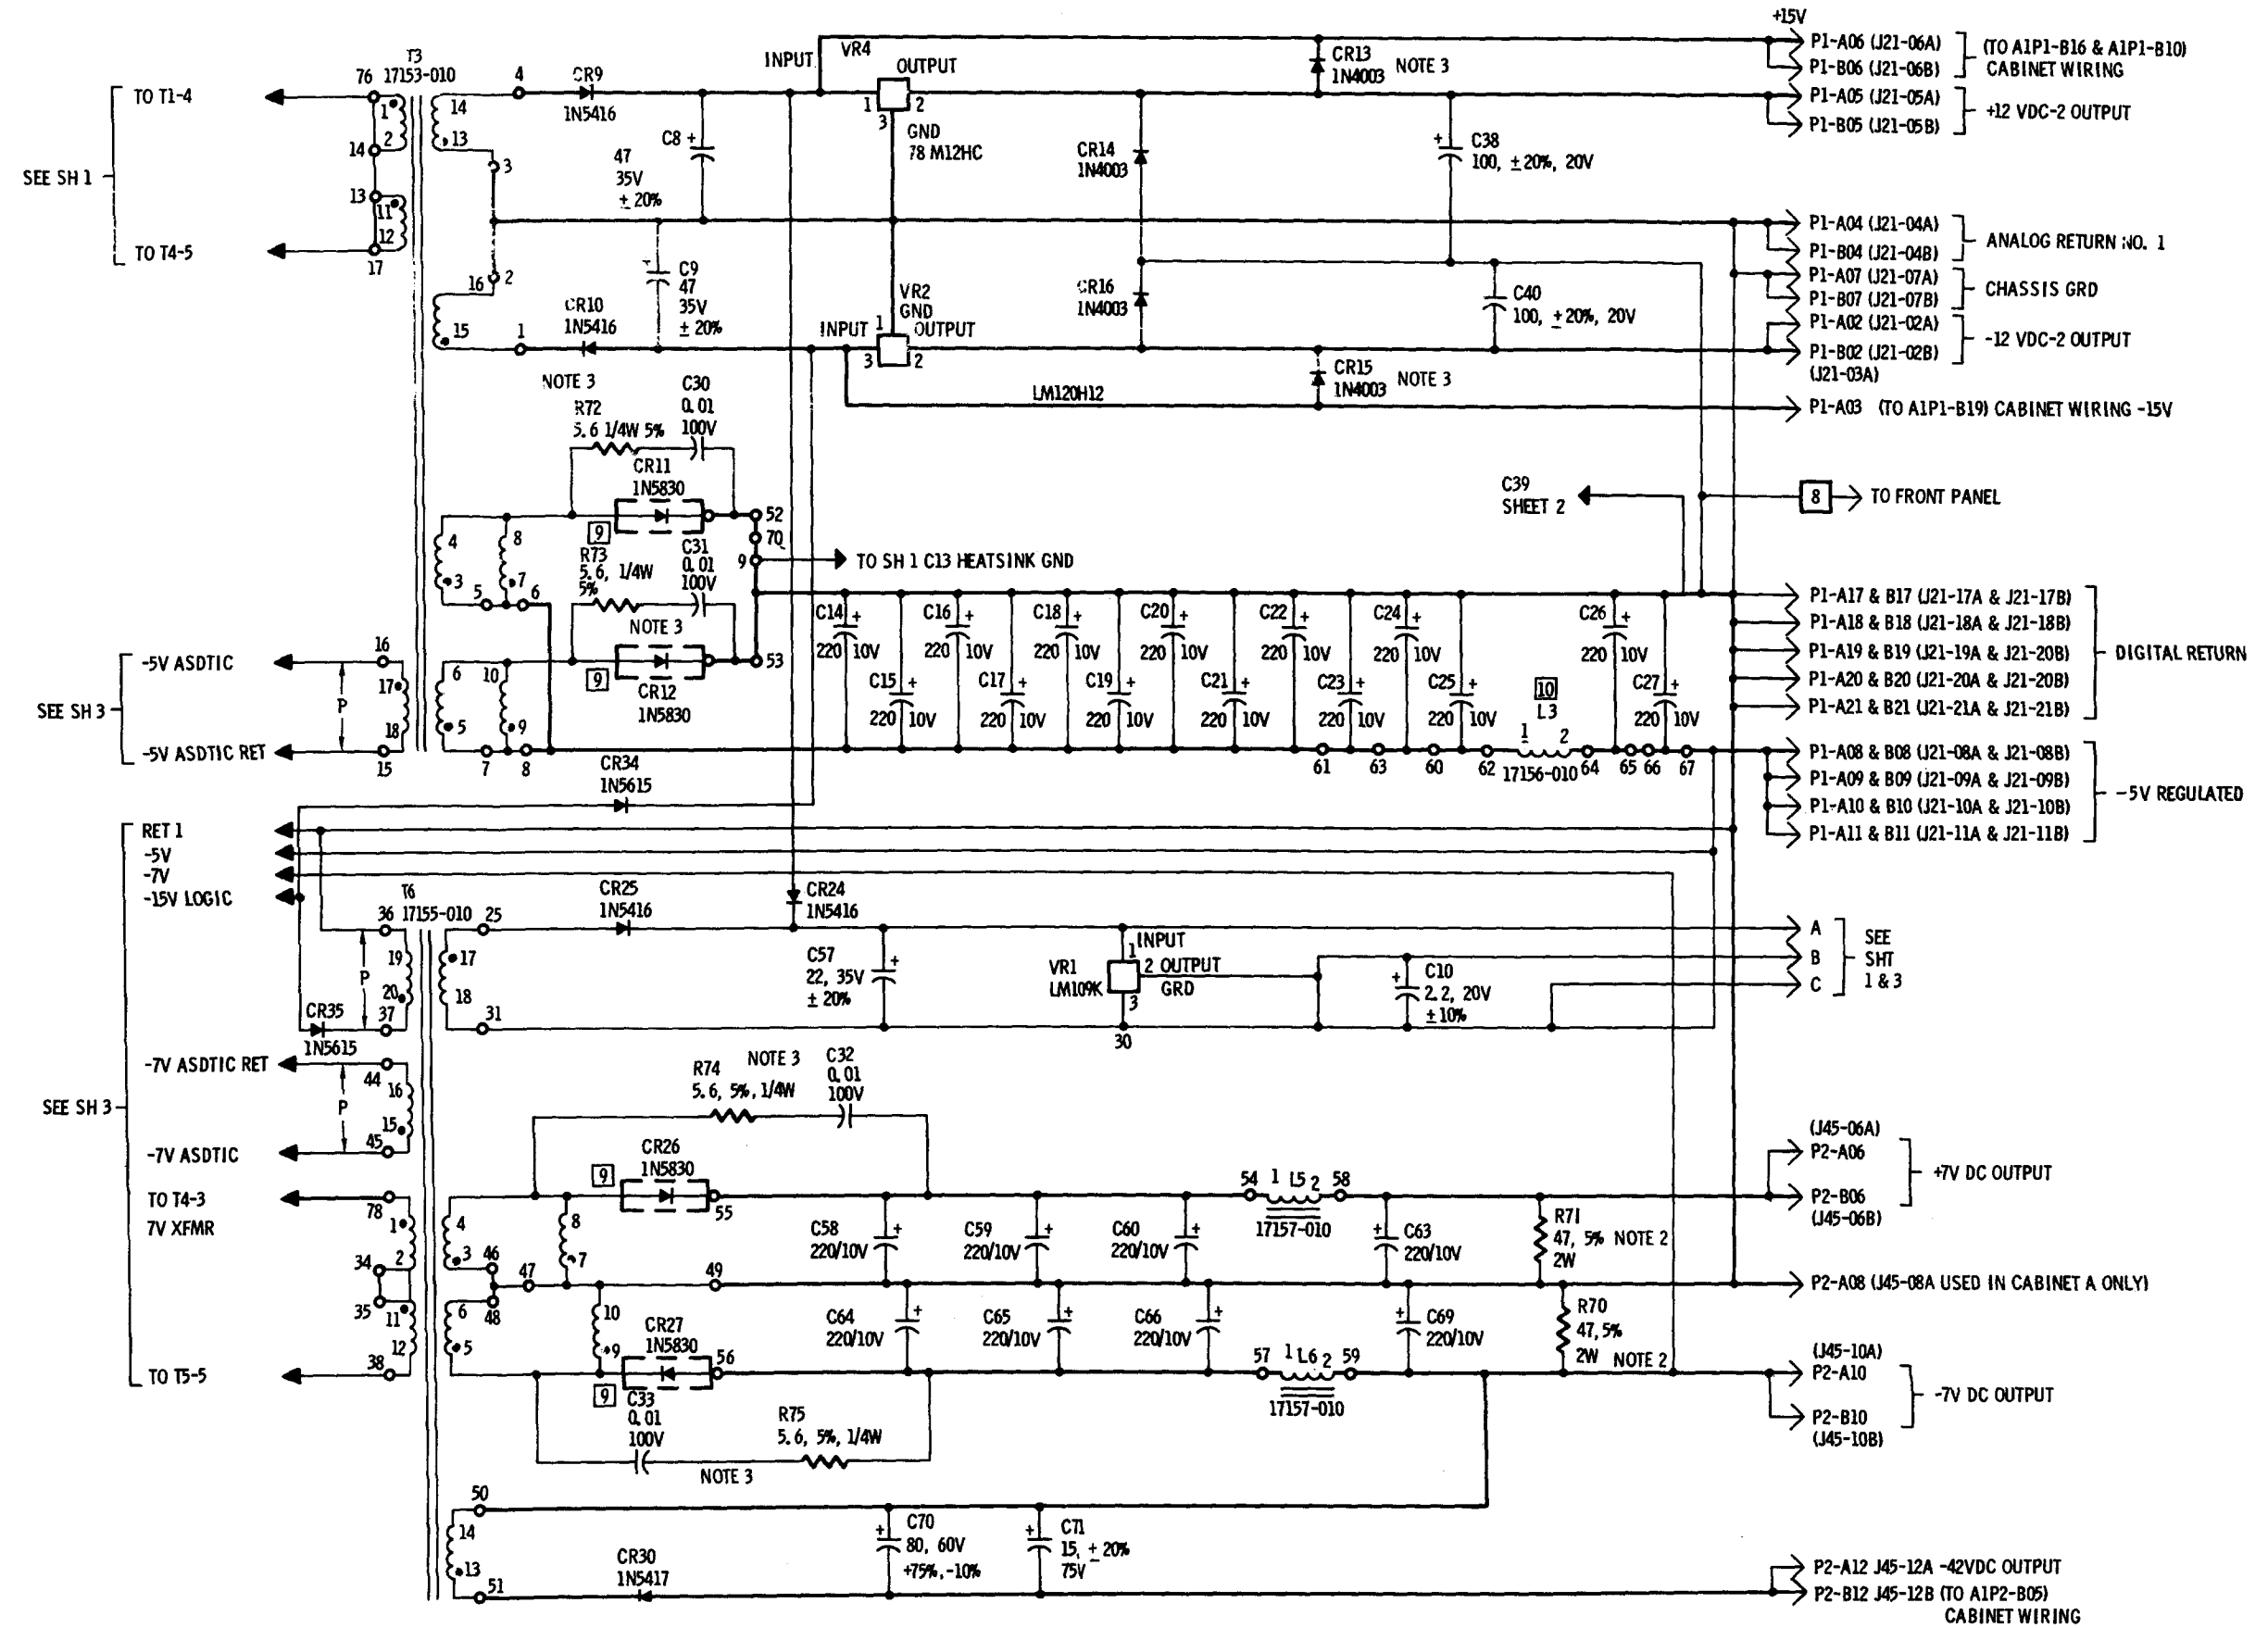 +15V
T3
76 17153-010
4
CR9
1N5416
INPUT
VR4
OUTPUT
1
2
3
GND
78 M12HC
CR13
1N4003
NOTE 3
P1-A06 (J21-06A)
P1-B06 (J21-06B)
(TO A1P1-B16 & A1P1-B10)
CABINET WIRING
P1-A05 (J21-05A)
P1-B05 (J21-05B)
+12 VDC-2 OUTPUT
TO T1-4
1
2
14
14
13
3
SEE SH 1
13
11
12
17
TO T4-5
C8 +
47
35V
± 20%
CR14
1N4003
+
C38
100, ±20%, 20V
P1-A04 (J21-04A)
P1-B04 (J21-04B)
ANALOG RETURN NO. 1
P1-A07 (J21-07A)
P1-B07 (J21-07B)
CHASSIS GRD
16
2
15
1
CR10
1N5416
C9
47
35V
± 20%
VR2
GND
INPUT
1
OUTPUT
3
2
CR16
1N4003
C40
100, ±20%, 20V
P1-A02 (J21-02A)
P1-B02 (J21-02B)
(J21-03A)
-12 VDC-2 OUTPUT
CR15
1N4003
NOTE 3
LM120H12
P1-A03 (TO A1P1-B19) CABINET WIRING -15V
NOTE 3
R72
5.6 1/4W 5%
C30
0.01
100V
CR11
1N5830
9
52
70
9
TO SH 1 C13 HEATSINK GND
C39
SHEET 2
8
TO FRONT PANEL
4
3
8
7
5
6
R73
5.6, 1/4W
5%
C31
0.01
100V
NOTE 3
9
CR12
1N5830
53
-5V ASDTIC
16
17
P
18
SEE SH 3
-5V ASDTIC RET
15
6
5
10
9
7
8
C14 +
220 10V
C15 +
220 10V
C16 +
220 10V
C17 +
220 10V
C18 +
220 10V
C19 +
220 10V
C20 +
220 10V
C21 +
220 10V
C22 +
220 10V
C23 +
220 10V
C24 +
220 10V
C25 +
220 10V
C26 +
220 10V
C27 +
220 10V
10
L3
1
2
17156-010
61
63
60
62
64
65
66
67
P1-A17 & B17 (J21-17A & J21-17B)
P1-A18 & B18 (J21-18A & J21-18B)
P1-A19 & B19 (J21-19A & J21-20B)
P1-A20 & B20 (J21-20A & J21-20B)
P1-A21 & B21 (J21-21A & J21-21B)
DIGITAL RETURN
P1-A08 & B08 (J21-08A & J21-08B)
P1-A09 & B09 (J21-09A & J21-09B)
P1-A10 & B10 (J21-10A & J21-10B)
P1-A11 & B11 (J21-11A & J21-11B)
-5V REGULATED
CR34
1N5615
RET 1
-5V
-7V
-15V LOGIC
T6
36 17155-010 25
CR25
1N5416
CR24
1N5416
19
P
20
37
CR35
1N5615
17
18
31
C57
22, 35V
± 20%
+
INPUT
1
VR1
LM109K
2 OUTPUT
GRD
3
30
+
C10
2.2, 20V
±10%
A
B
C
SEE
SHT
1 & 3
-7V ASDTIC RET
44
16
P
15
45
-7V ASDTIC
SEE SH 3
R74
5.6, 5%, 1/4W
NOTE 3
C32
0.01
100V
CR26
1N5830
9
55
TO T4-3
7V XFMR
78
1
2
34
35
11
12
38
TO T5-5
4
3
46
47
6
48
5
8
7
49
10
9
C58
220/10V
+
C59
220/10V
+
C60
220/10V
+
54
1 L5 2
58
17157-010
+
C63
220/10V
R71
47, 5% NOTE 2
2W
(J45-06A)
P2-A06
P2-B06
(J45-06B)
+7V DC OUTPUT
P2-A08 (J45-08A USED IN CABINET A ONLY)
CR27
1N5830
56
9
C64
220/10V
+
C65
220/10V
+
C66
220/10V
+
57
1 L6 2
59
17157-010
+
C69
220/10V
R70
47, 5%
2W NOTE 2
(J45-10A)
P2-A10
P2-B10
(J45-10B)
-7V DC OUTPUT
C33
0.01
100V
R75
5.6, 5%, 1/4W
NOTE 3
50
14
13
51
CR30
1N5417
+
C70
80, 60V
+75%, -10%
+
C71
15, ± 20%
75V
P2-A12 J45-12A -42VDC OUTPUT
P2-B12 J45-12B (TO A1P2-B05)
CABINET WIRING